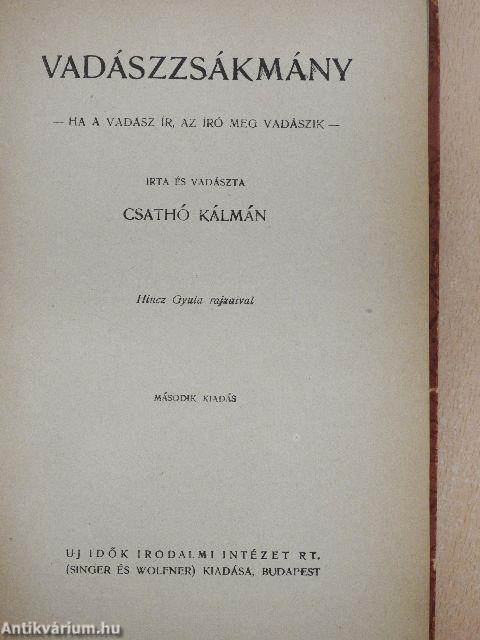 VADÁSZZSÁKMÁNY
— HA A VADÁSZ ÍR, AZ ÍRÓ MEG VADÁSZIK —
IRTA ÉS VADÁSZTA
CSATHÓ KÁLMÁN
Hincz Gyula rajzaival
MÁSODIK KIADÁS
UJ IDŐK IRODALMI INTÉZET RT.
(SINGER ÉS WOLFNER) KIADÁSA, BUDAPEST
Antikvárium.hu